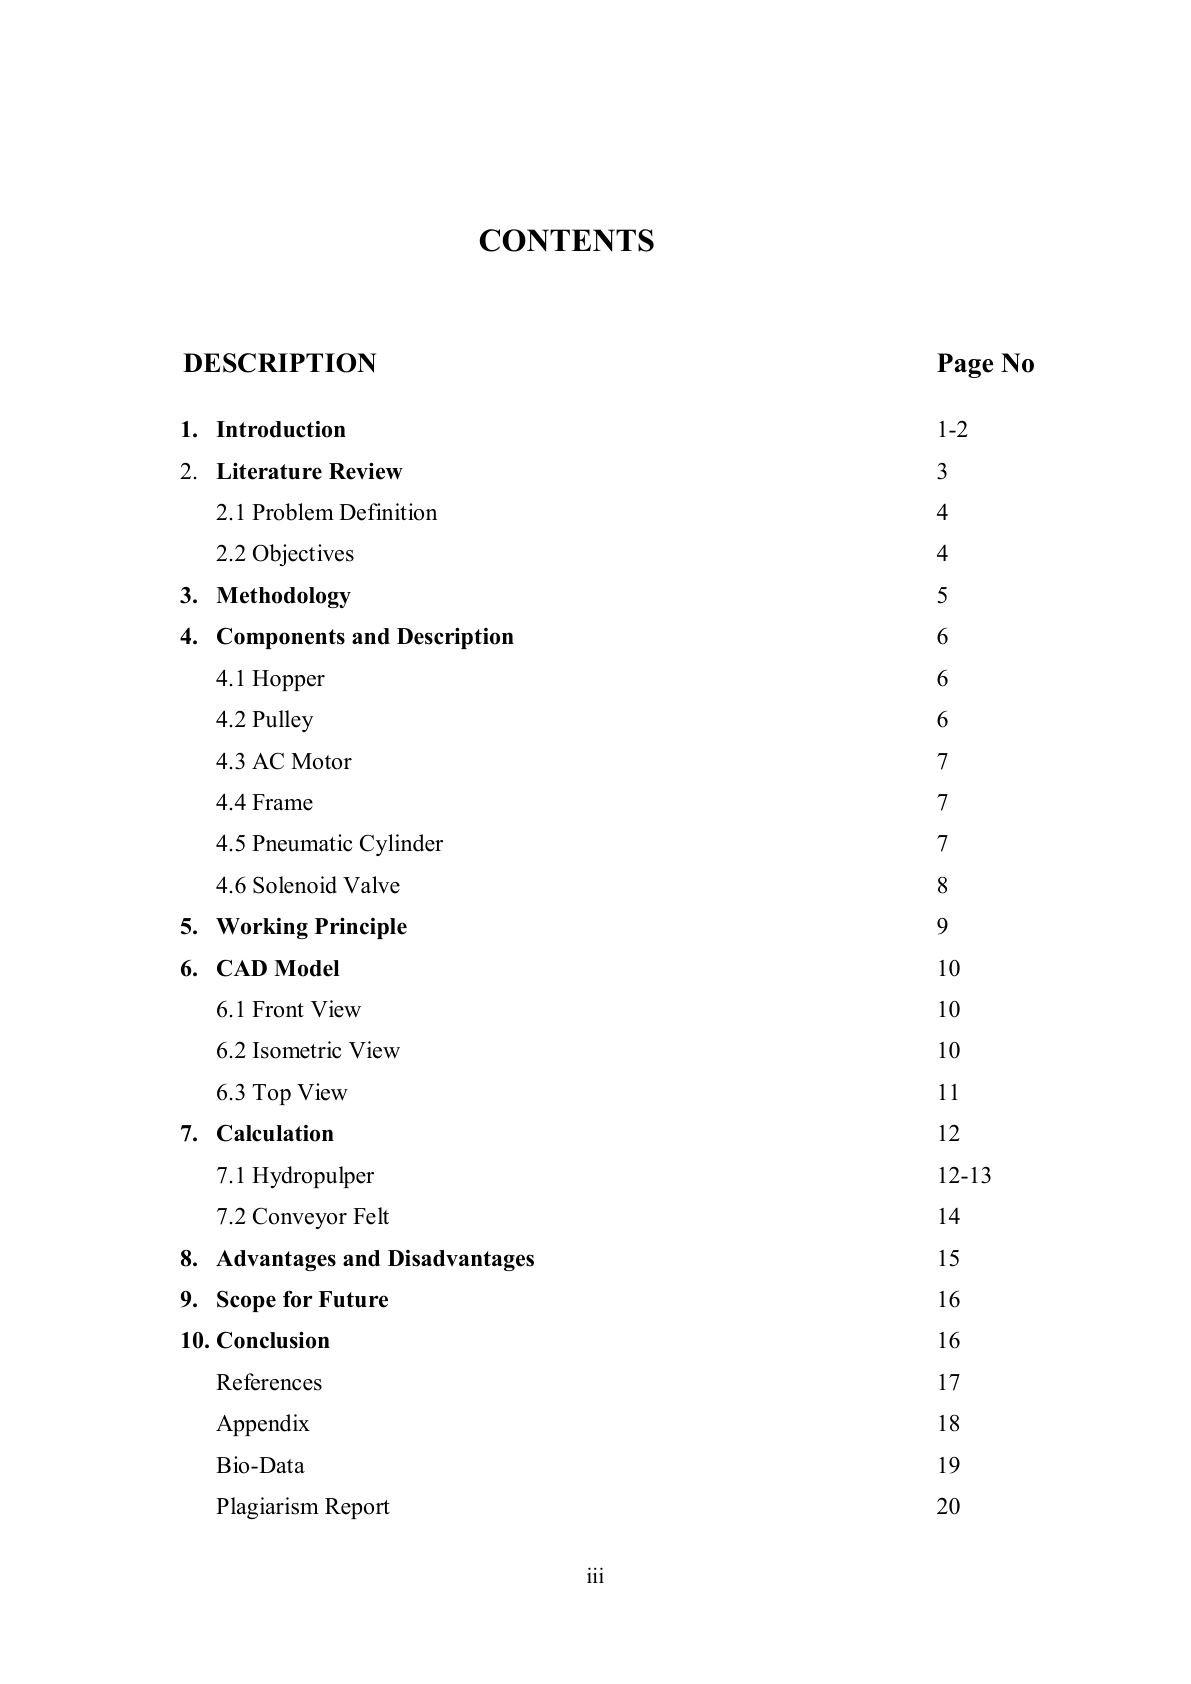 CONTENTS
DESCRIPTION Page No
1. Introduction 1-2
2. Literature Review 3
2.1 Problem Definition 4
2.2 Objectives 4
3. Methodology 5
4. Components and Description 6
4.1 Hopper 6
4.2 Pulley 6
4.3 AC Motor 7
4.4 Frame 7
4.5 Pneumatic Cylinder 7
4.6 Solenoid Valve 8
5. Working Principle 9
6. CAD Model 10
6.1 Front View 10
6.2 Isometric View 10
6.3 Top View 11
7. Calculation 12
7.1 Hydropulper 12-13
7.2 Conveyor Felt 14
8. Advantages and Disadvantages 15
9. Scope for Future 16
10. Conclusion 16
References 17
Appendix 18
Bio-Data 19
Plagiarism Report 20
iii